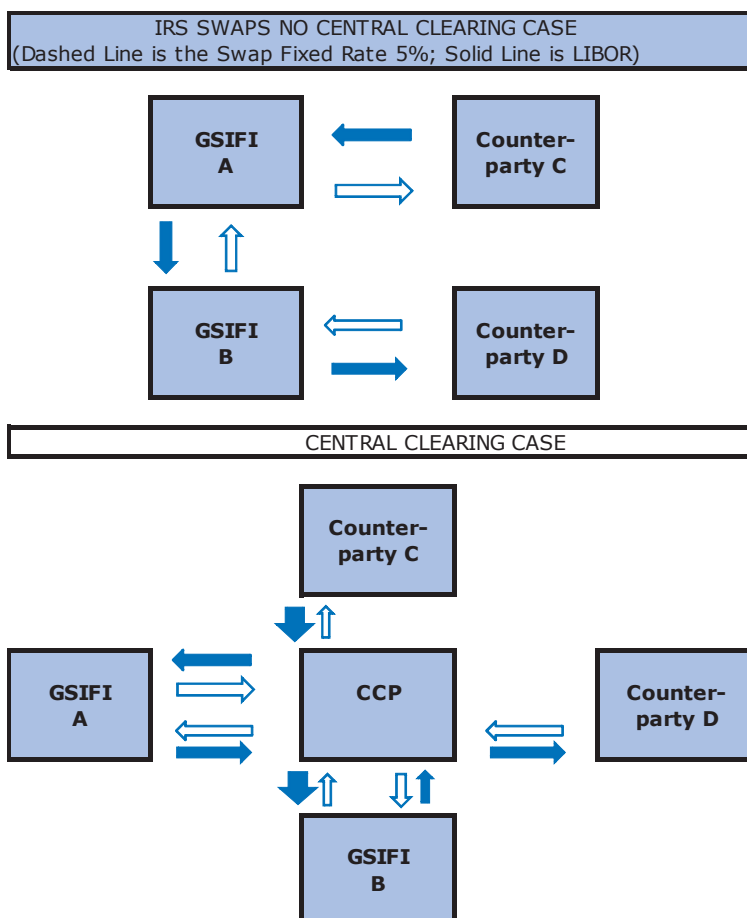 IRS SWAPS NO CENTRAL CLEARING CASE
(Dashed Line is the Swap Fixed Rate 5%; Solid Line is LIBOR)
GSIFI
A
Counter-
party C
GSIFI
B
Counter-
party D
CENTRAL CLEARING CASE
Counter-
party C
GSIFI
A
CCP
Counter-
party D
GSIFI
B